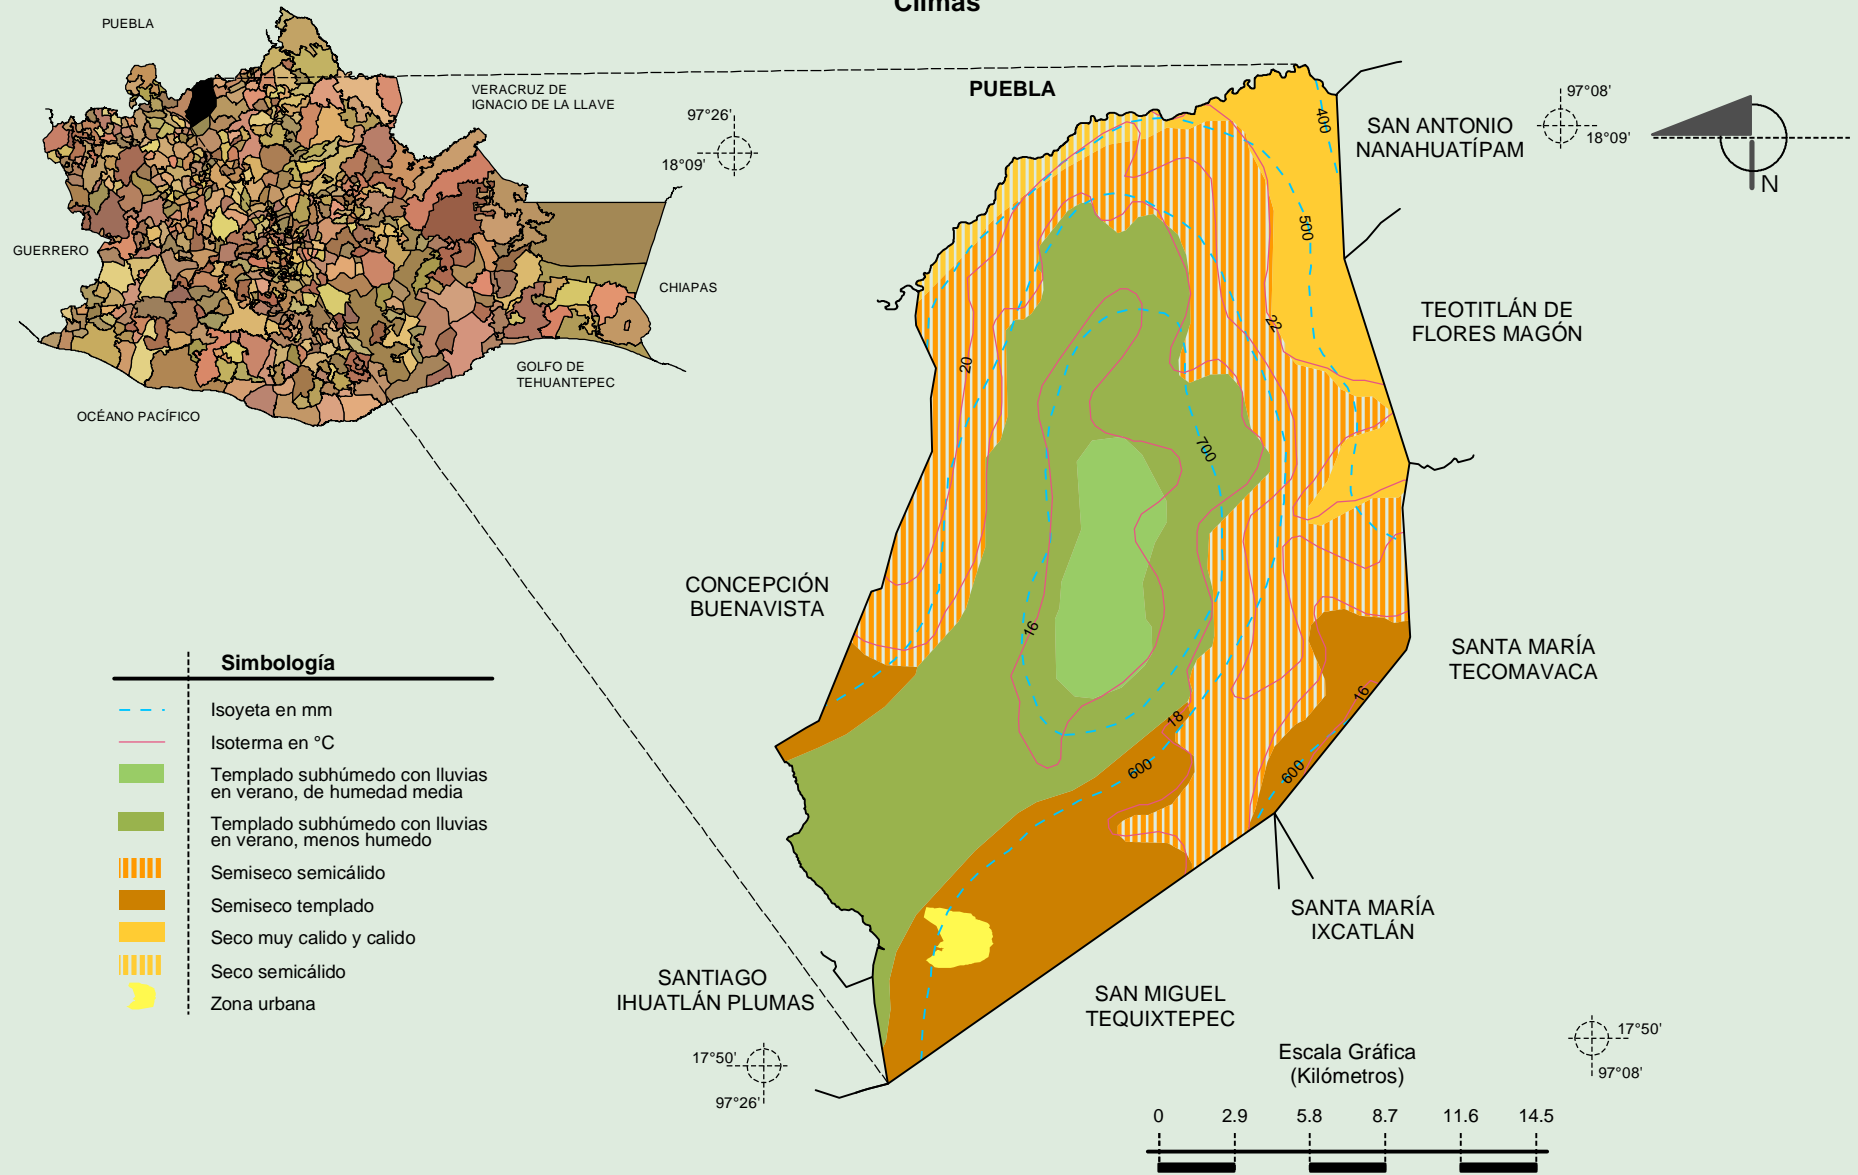 Climas
PUEBLA
VERACRUZ DE
IGNACIO DE LA LLAVE
GUERRERO
CHIAPAS
GOLFO DE
TEHUANTEPEC
OCÉANO PACÍFICO
97°26'
18°09'
PUEBLA
97°08'
18°09'
N
SAN ANTONIO
NANAHUATÍPAM
TEOTITLÁN DE
FLORES MAGÓN
CONCEPCIÓN
BUENAVISTA
SANTA MARÍA
TECOMAVACA
SANTA MARÍA
IXCATLÁN
SANTIAGO
IHUATLÁN PLUMAS
SAN MIGUEL
TEQUIXTEPEC
400
500
22
20
700
16
18
600
16
600
Simbología
Isoyeta en mm
Isoterma en °C
Templado subhúmedo con lluvias
en verano, de humedad media
Templado subhúmedo con lluvias
en verano, menos humedo
Semiseco semicálido
Semiseco templado
Seco muy calido y calido
Seco semicálido
Zona urbana
17°50'
97°26'
17°50'
97°08'
Escala Gráfica
(Kilómetros)
0 2.9 5.8 8.7 11.6 14.5